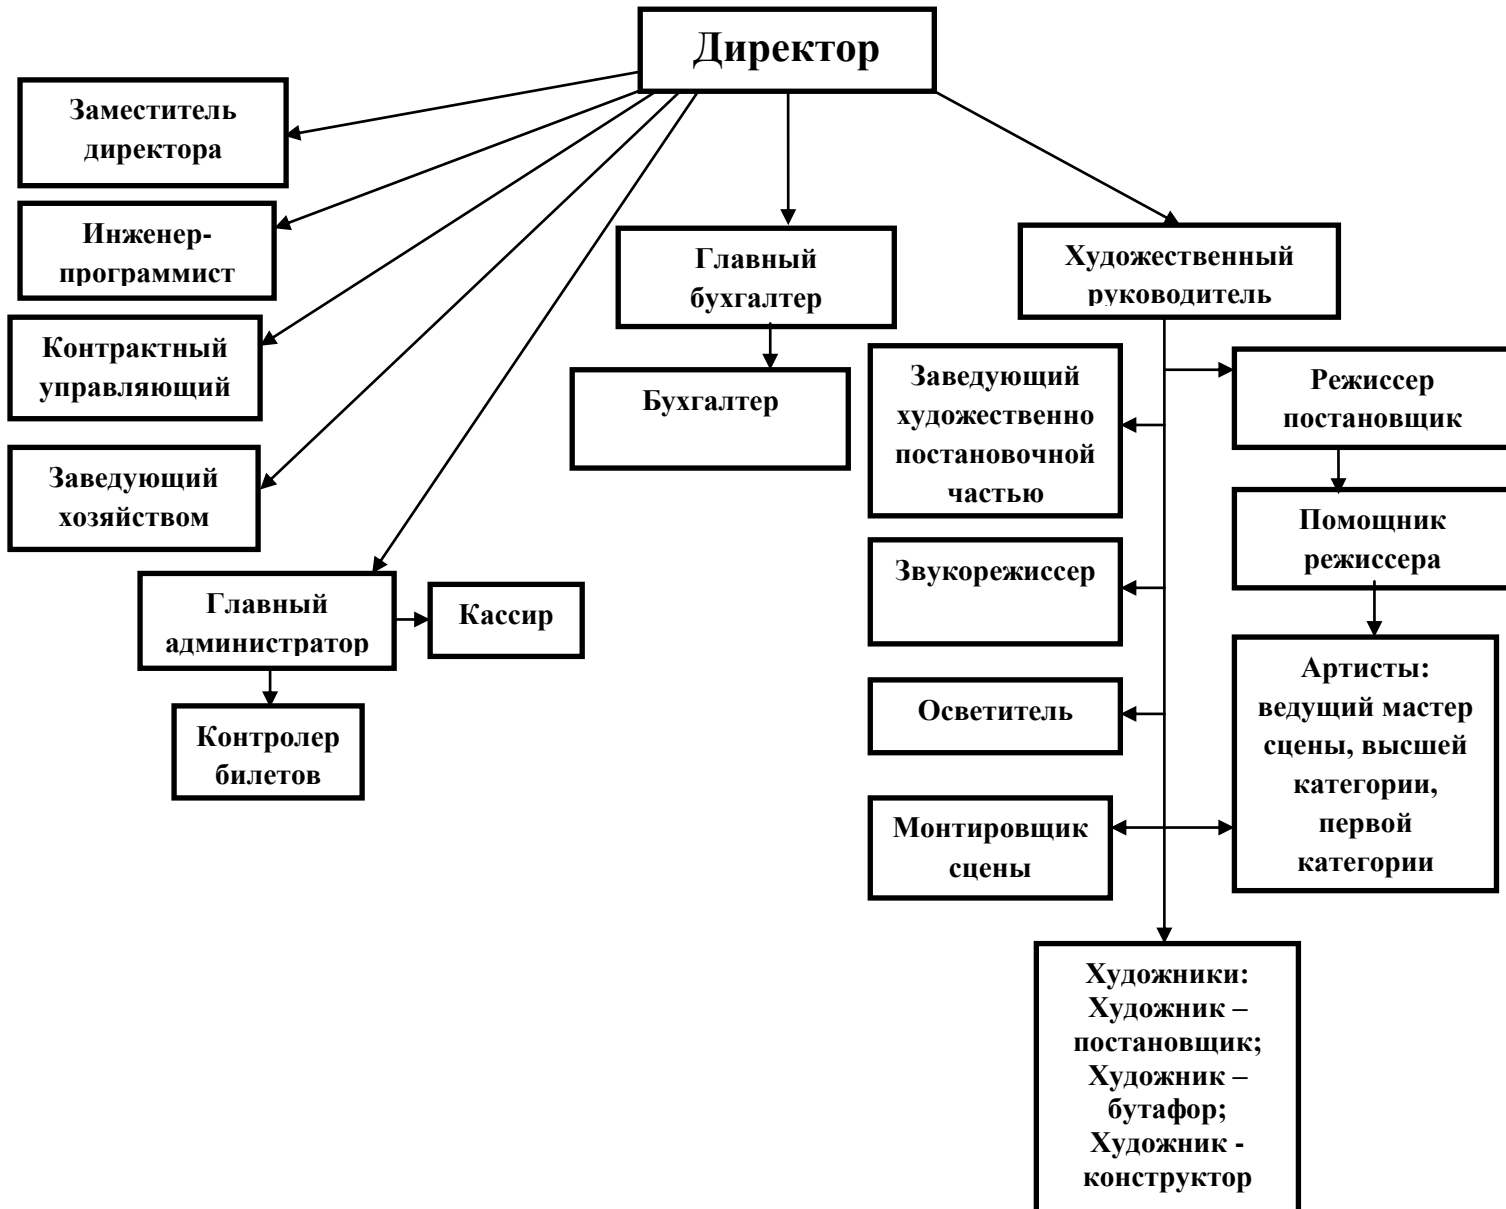 Директор
Заместитель
директора
Инженер-
программист
Контрактный
управляющий
Заведующий
хозяйством
Главный
администратор
Кассир
Контролер
билетов
Главный
бухгалтер
Бухгалтер
Художественный
руководитель
Заведующий
художественно
постановочной
частью
Звукорежиссер
Осветитель
Монтировщик
сцены
Режиссер
постановщик
Помощник
режиссера
Артисты:
ведущий мастер
сцены, высшей
категории,
первой
категории
Художники:
Художник –
постановщик;
Художник –
бутафор;
Художник -
конструктор